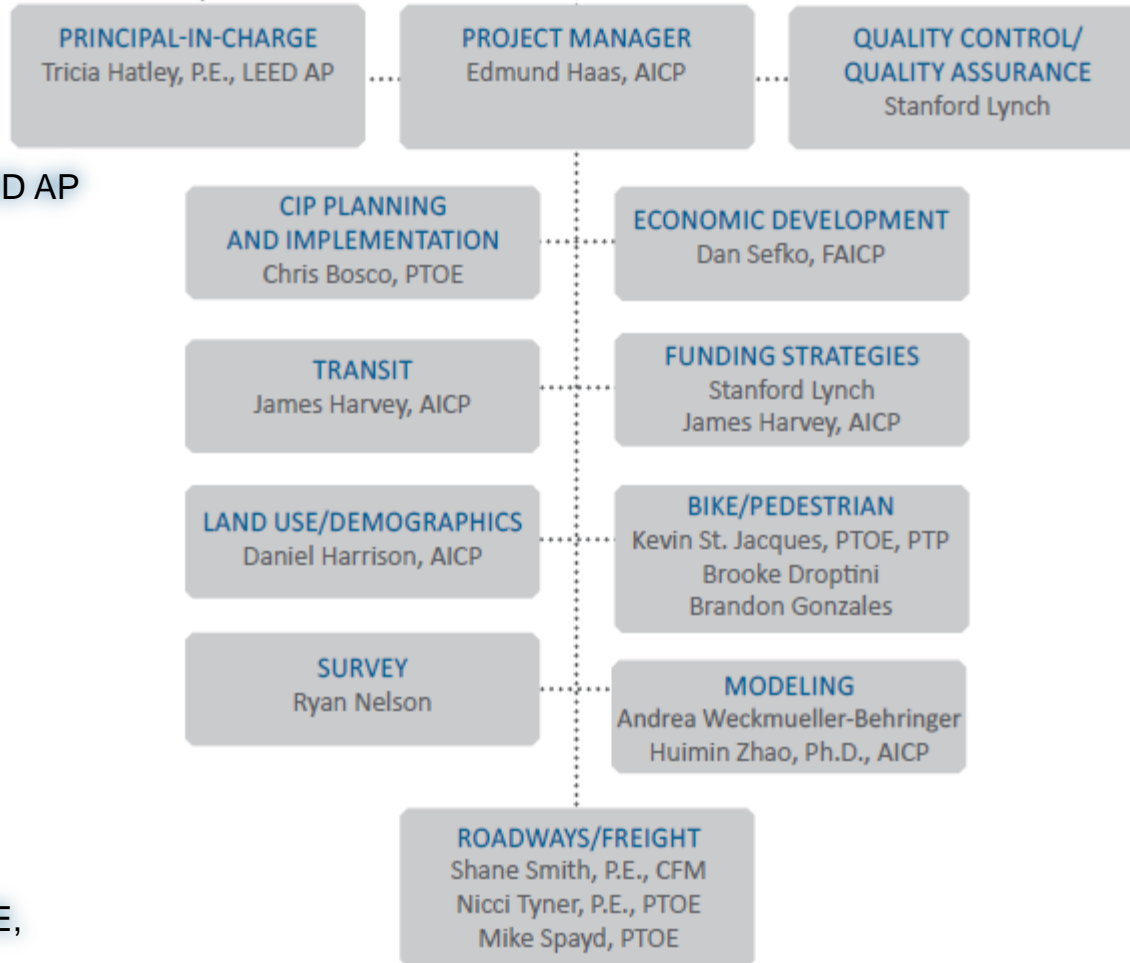 PRINCIPAL-IN-CHARGE
Tricia Hatley, P.E., LEED AP
PROJECT MANAGER
Edmund Haas, AICP
QUALITY CONTROL/
QUALITY ASSURANCE
Stanford Lynch
D AP
CIP PLANNING
AND IMPLEMENTATION
Chris Bosco, PTOE
ECONOMIC DEVELOPMENT
Dan Sefko, FAICP
TRANSIT
James Harvey, AICP
FUNDING STRATEGIES
Stanford Lynch
James Harvey, AICP
LAND USE/DEMOGRAPHICS
Daniel Harrison, AICP
BIKE/PEDESTRIAN
Kevin St. Jacques, PTOE, PTP
Brooke Droptini
Brandon Gonzales
SURVEY
Ryan Nelson
MODELING
Andrea Weckmueller-Behringer
Huimin Zhao, Ph.D., AICP
ROADWAYS/FREIGHT
Shane Smith, P.E., CFM
Nicci Tyner, P.E., PTOE
Mike Spayd, PTOE
E,